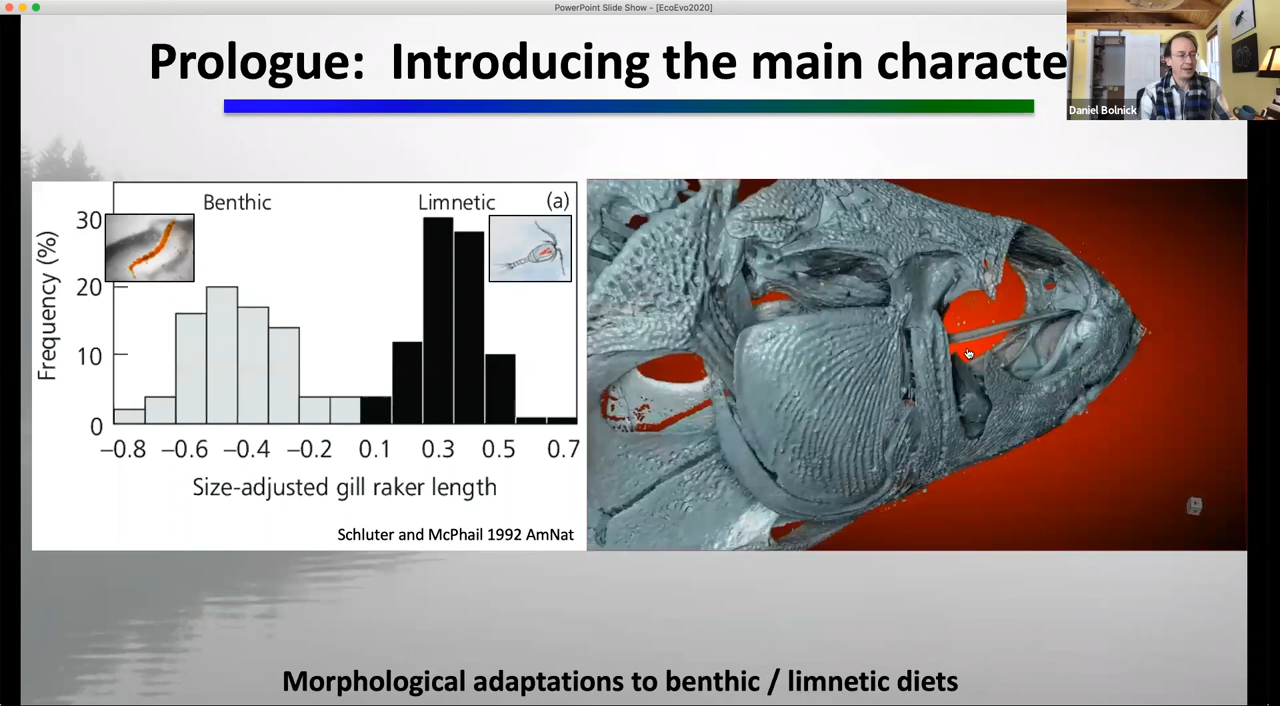 PowerPoint Slide Show - [EcoEvo2020]
Prologue: Introducing the main characte
Daniel Bolnick
Benthic
Limnetic
(a)
Frequency (%)
30
20
10
0
−0.8 −0.6 −0.4 −0.2 0.1 0.3 0.5 0.7
Size-adjusted gill raker length
Schluter and McPhail 1992 AmNat
Morphological adaptations to benthic / limnetic diets